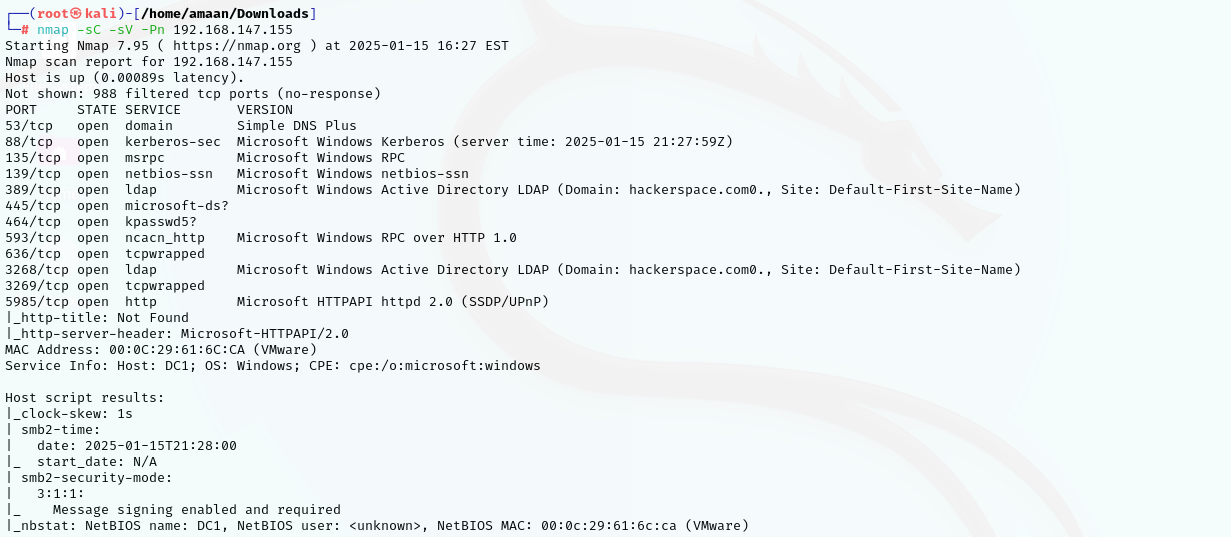 ┌──(root㉿kali)-[/home/amaan/Downloads]
└─# nmap -sC -sV -Pn 192.168.147.155
Starting Nmap 7.95 ( https://nmap.org ) at 2025-01-15 16:27 EST
Nmap scan report for 192.168.147.155
Host is up (0.00089s latency).
Not shown: 988 filtered tcp ports (no-response)
PORT     STATE SERVICE       VERSION
53/tcp   open  domain        Simple DNS Plus
88/tcp   open  kerberos-sec  Microsoft Windows Kerberos (server time: 2025-01-15 21:27:59Z)
135/tcp  open  msrpc         Microsoft Windows RPC
139/tcp  open  netbios-ssn   Microsoft Windows netbios-ssn
389/tcp  open  ldap          Microsoft Windows Active Directory LDAP (Domain: hackerspace.com0., Site: Default-First-Site-Name)
445/tcp  open  microsoft-ds?
464/tcp  open  kpasswd5?
593/tcp  open  ncacn_http    Microsoft Windows RPC over HTTP 1.0
636/tcp  open  tcpwrapped
3268/tcp open  ldap          Microsoft Windows Active Directory LDAP (Domain: hackerspace.com0., Site: Default-First-Site-Name)
3269/tcp open  tcpwrapped
5985/tcp open  http          Microsoft HTTPAPI httpd 2.0 (SSDP/UPnP)
|_http-title: Not Found
|_http-server-header: Microsoft-HTTPAPI/2.0
MAC Address: 00:0C:29:61:6C:CA (VMware)
Service Info: Host: DC1; OS: Windows; CPE: cpe:/o:microsoft:windows

Host script results:
|_clock-skew: 1s
| smb2-time:
|   date: 2025-01-15T21:28:00
|_  start_date: N/A
| smb2-security-mode:
|   3:1:1:
|_    Message signing enabled and required
|_nbstat: NetBIOS name: DC1, NetBIOS user: <unknown>, NetBIOS MAC: 00:0c:29:61:6c:ca (VMware)